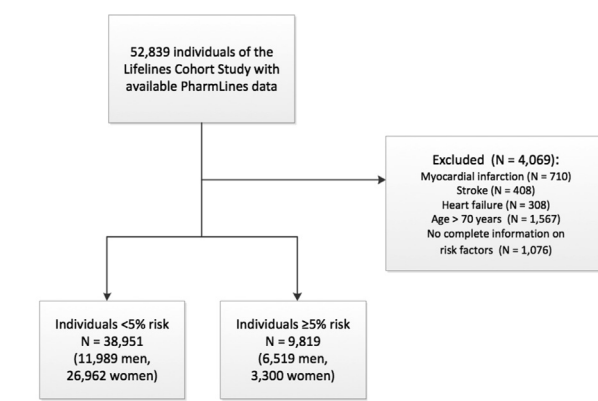 52,839 individuals of the
Lifelines Cohort Study with
available PharmLines data
Excluded (N = 4,069):
Myocardial infarction (N = 710)
Stroke (N = 408)
Heart failure (N = 308)
Age > 70 years (N = 1,567)
No complete information on
risk factors (N = 1,076)
Individuals <5% risk
N = 38,951
(11,989 men,
26,962 women)
Individuals ≥5% risk
N = 9,819
(6,519 men,
3,300 women)